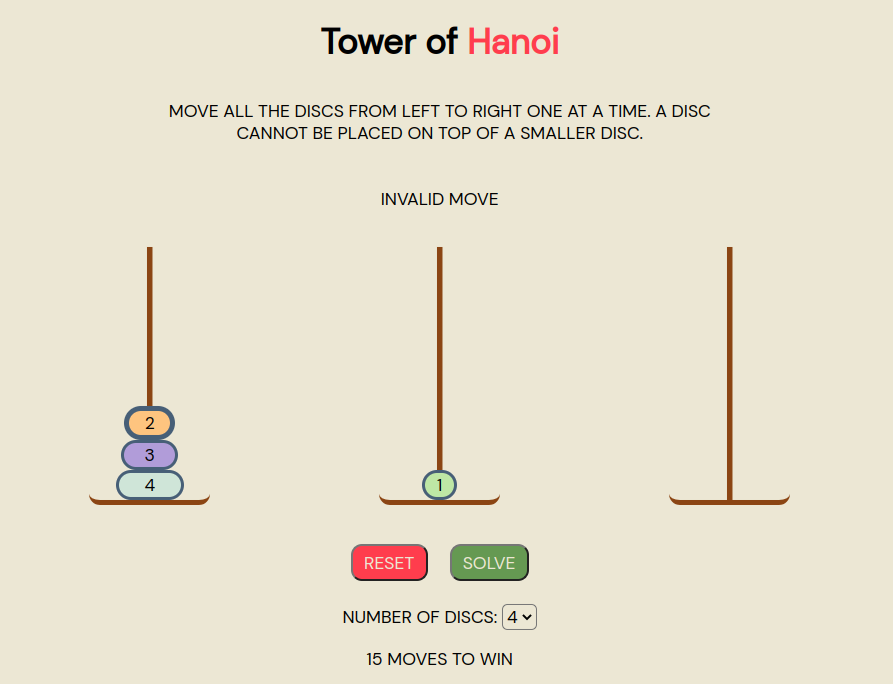 Tower of Hanoi
MOVE ALL THE DISCS FROM LEFT TO RIGHT ONE AT A TIME. A DISC
CANNOT BE PLACED ON TOP OF A SMALLER DISC.
INVALID MOVE
2
3
4
1
RESET
SOLVE
NUMBER OF DISCS: 4
15 MOVES TO WIN